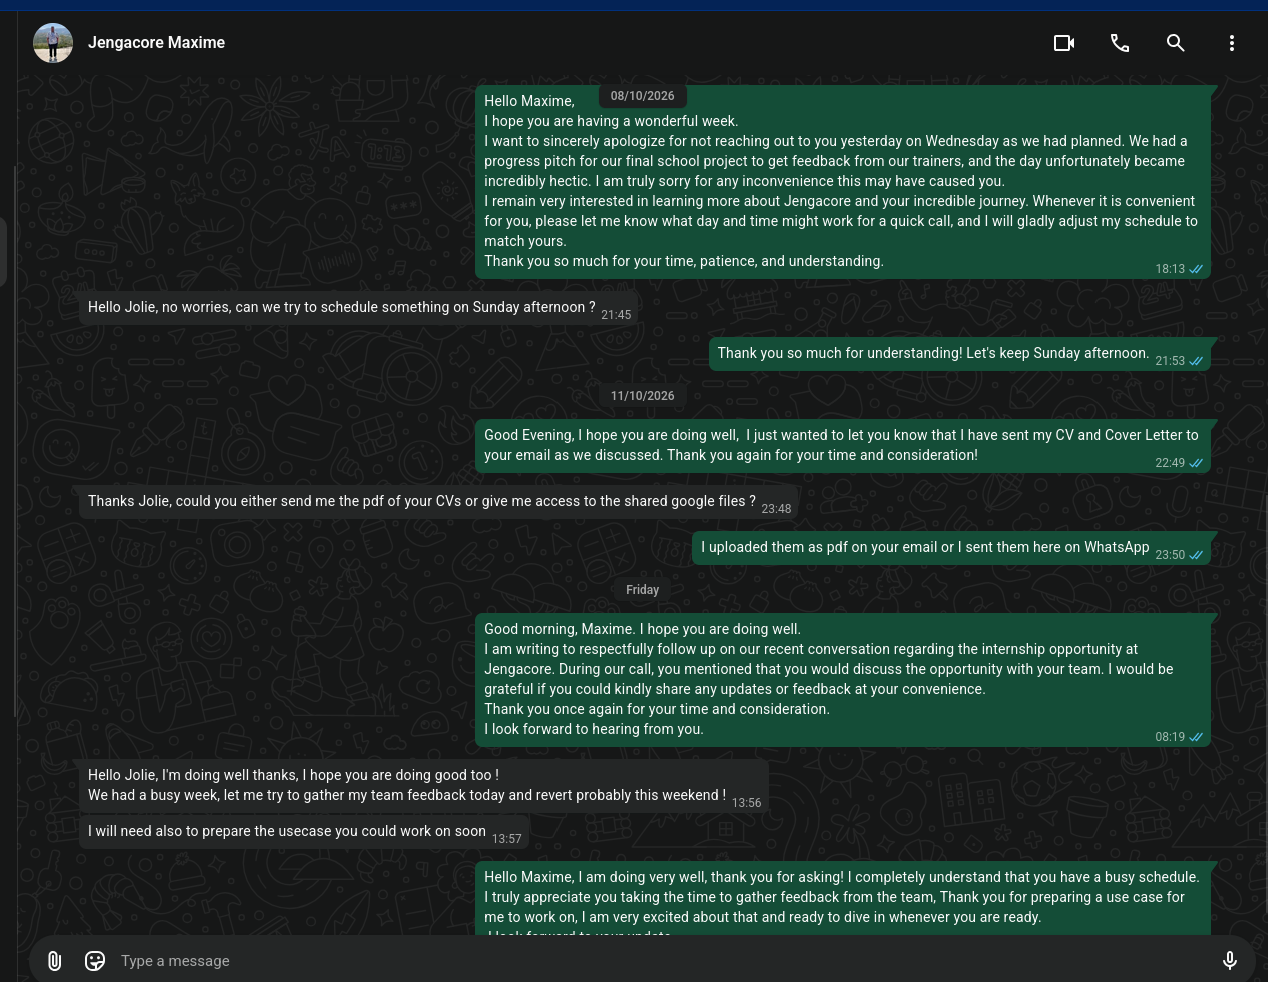 Jengacore Maxime
08/10/2026
Hello Maxime,
I hope you are having a wonderful week.
I want to sincerely apologize for not reaching out to you yesterday on Wednesday as we had planned. We had a
progress pitch for our final school project to get feedback from our trainers, and the day unfortunately became
incredibly hectic. I am truly sorry for any inconvenience this may have caused you.
I remain very interested in learning more about Jengacore and your incredible journey. Whenever it is convenient
for you, please let me know what day and time might work for a quick call, and I will gladly adjust my schedule to
match yours.
Thank you so much for your time, patience, and understanding.
18:13
Hello Jolie, no worries, can we try to schedule something on Sunday afternoon ?
21:45
Thank you so much for understanding! Let's keep Sunday afternoon.
21:53
11/10/2026
Good Evening, I hope you are doing well,  I just wanted to let you know that I have sent my CV and Cover Letter to
your email as we discussed. Thank you again for your time and consideration!
22:49
Thanks Jolie, could you either send me the pdf of your CVs or give me access to the shared google files ?
23:48
I uploaded them as pdf on your email or I sent them here on WhatsApp
23:50
Friday
Good morning, Maxime. I hope you are doing well.
I am writing to respectfully follow up on our recent conversation regarding the internship opportunity at
Jengacore. During our call, you mentioned that you would discuss the opportunity with your team. I would be
grateful if you could kindly share any updates or feedback at your convenience.
Thank you once again for your time and consideration.
I look forward to hearing from you.
08:19
Hello Jolie, I'm doing well thanks, I hope you are doing good too !
We had a busy week, let me try to gather my team feedback today and revert probably this weekend !
13:56
I will need also to prepare the usecase you could work on soon
13:57
Hello Maxime, I am doing very well, thank you for asking! I completely understand that you have a busy schedule.
I truly appreciate you taking the time to gather feedback from the team, Thank you for preparing a use case for
me to work on, I am very excited about that and ready to dive in whenever you are ready.
Type a message